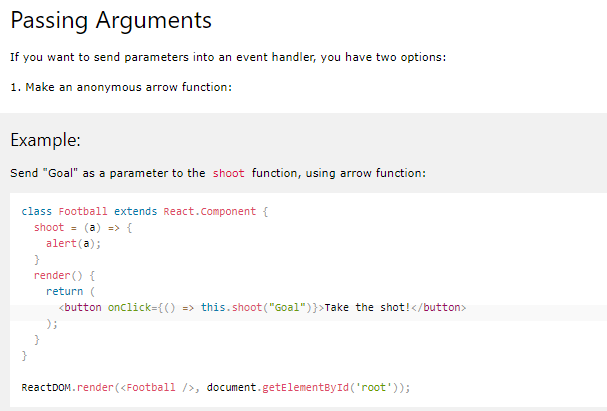 Passing Arguments
If you want to send parameters into an event handler, you have two options:
1. Make an anonymous arrow function:
Example:
Send "Goal" as a parameter to the shoot function, using arrow function:
class Football extends React.Component {
  shoot = (a) => {
    alert(a);
  }
  render() {
    return (
      <button onClick={() => this.shoot("Goal")}>Take the shot!</button>
    );
  }
}
ReactDOM.render(<Football />, document.getElementById('root'));